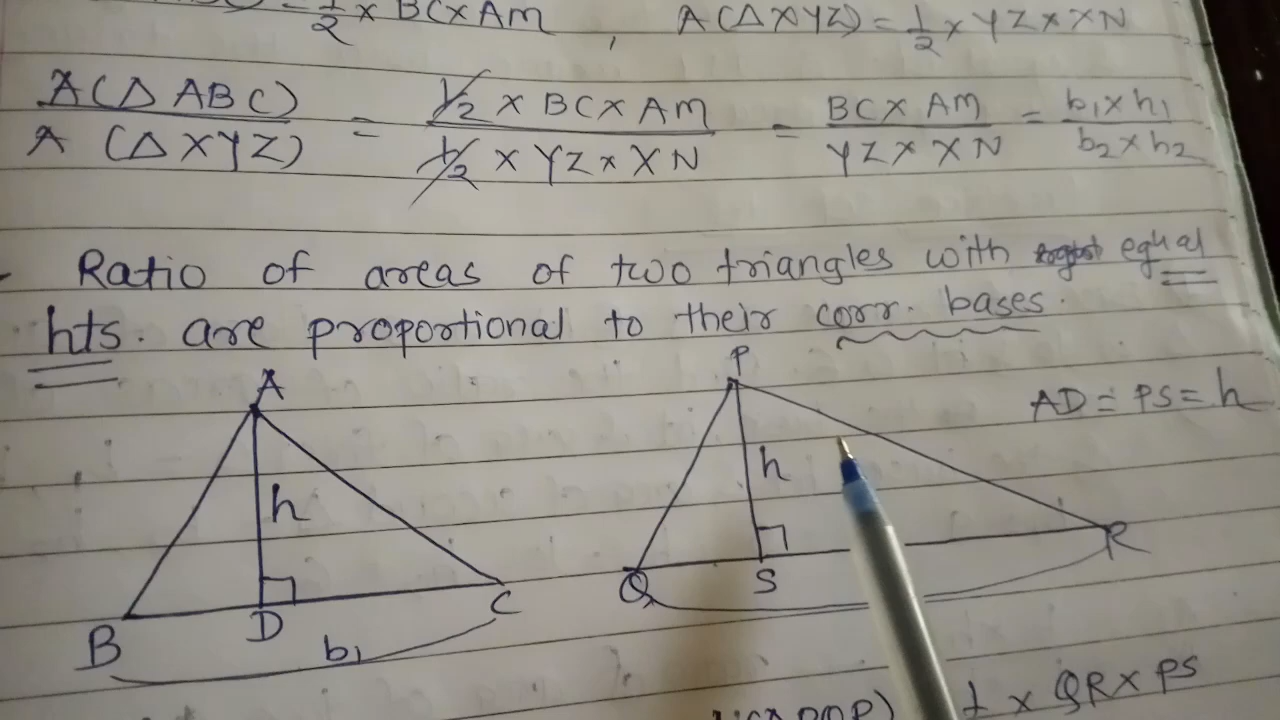 = 1/2 x BC x AM , A(Δ XYZ) = 1/2 x YZ x XN
A(Δ ABC) / A (Δ XYZ) = 1/2 x BC x AM / 1/2 x YZ x XN = BC x AM / YZ x XN = b1 x h1 / b2 x h2
- Ratio of areas of two triangles with equal
hts. are proportional to their corr. bases.
A
P
AD = PS = h
h
h
B
D
C
Q
S
R
b1
1 x QR x PS